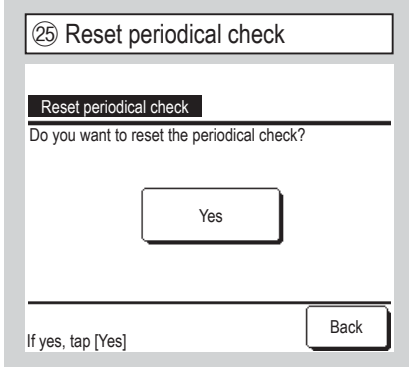 ㉕ Reset periodical check
Reset periodical check
Do you want to reset the periodical check?
Yes
If yes, tap [Yes]
Back